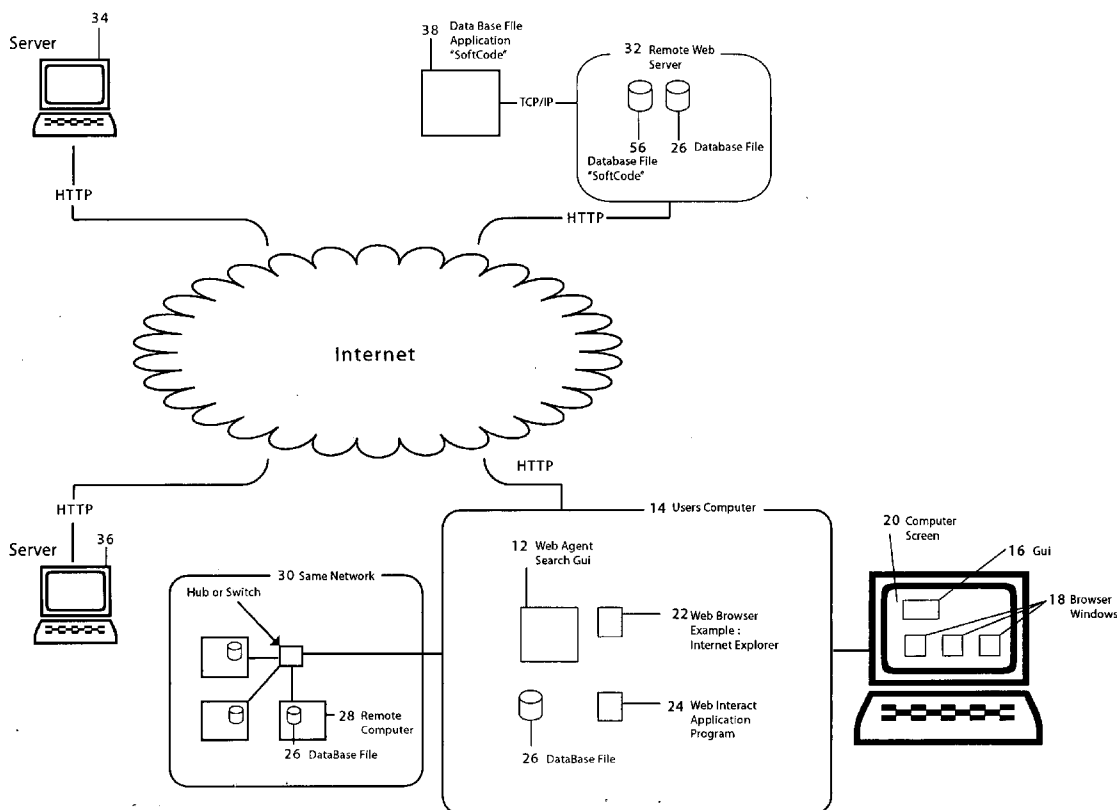 34
Server
HTTP
38 Data Base File
Application
"SoftCode"
TCP/IP
32 Remote Web
Server
56
Database File
"SoftCode"
26 Database File
HTTP
Internet
HTTP
Server
36
HTTP
30 Same Network
Hub or Switch
28 Remote
Computer
26 DataBase File
14 Users Computer
12 Web Agent
Search Gui
22 Web Browser
Example :
Internet Explorer
24 Web Interact
Application
Program
26 DataBase File
20 Computer
Screen
16 Gui
18 Browser
Windows